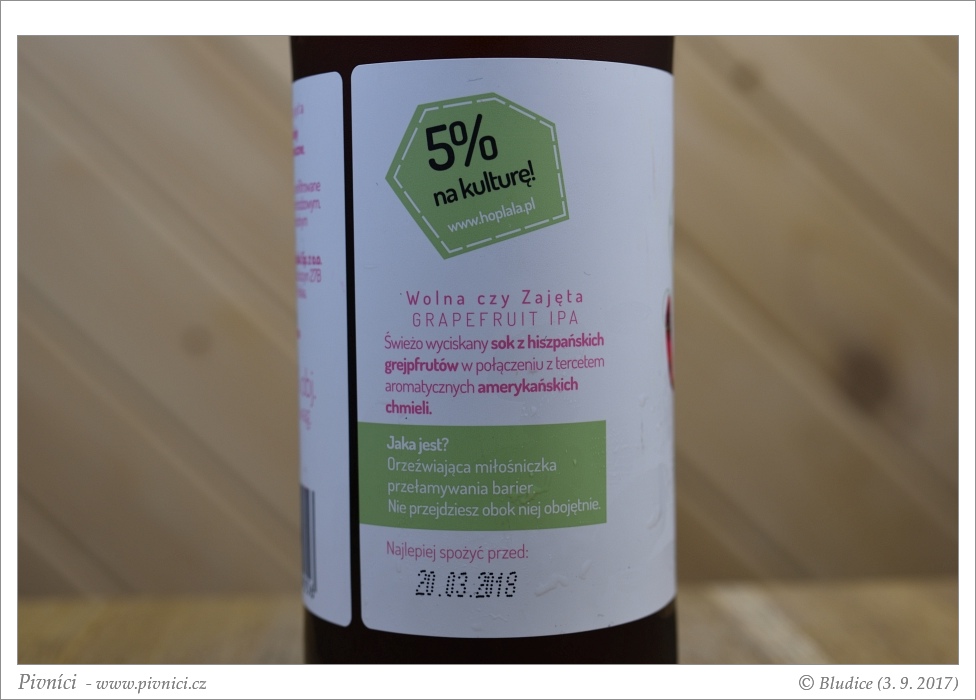 5%
na kulturę!
www.hoplala.pl
Wolna czy Zajęta
GRAPEFRUIT IPA
Świeżo wyciskany sok z hiszpańskich
grejpfrutów w połączeniu z tercetem
aromatycznych amerykańskich
chmieli.
Jaka jest?
Orzeźwiająca miłośniczka
przełamywania barier.
Nie przejdziesz obok niej obojętnie.
Najlepiej spożyć przed:
20.03.2018
Pivníci - www.pivnici.cz
© Bludice (3. 9. 2017)